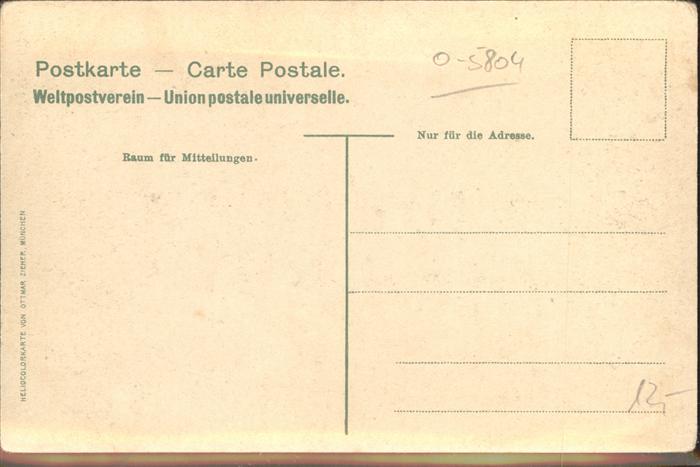 Postkarte — Carte Postale.
Weltpostverein — Union postale universelle.
O-5804
Nur für die Adresse.
Raum für Mitteilungen.
HELIOCOLORKARTE VON OTTMAR ZIEHER, MÜNCHEN
12,-